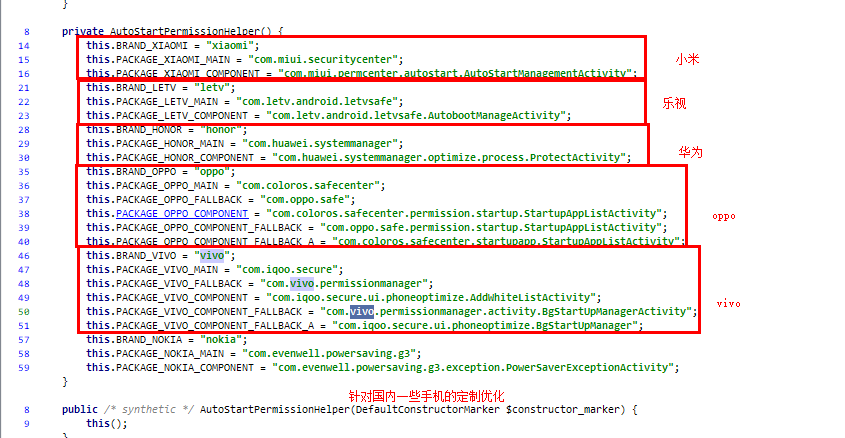 }
8 private AutoStartPermissionHelper() {
14 this.BRAND_XIAOMI = "xiaomi";
15 this.PACKAGE_XIAOMI_MAIN = "com.miui.securitycenter";
16 this.PACKAGE_XIAOMI_COMPONENT = "com.miui.permcenter.autostart.AutoStartManagementActivity";
小米
21 this.BRAND_LETV = "letv";
22 this.PACKAGE_LETV_MAIN = "com.letv.android.letvsafe";
23 this.PACKAGE_LETV_COMPONENT = "com.letv.android.letvsafe.AutobootManageActivity";
乐视
28 this.BRAND_HONOR = "honor";
29 this.PACKAGE_HONOR_MAIN = "com.huawei.systemmanager";
30 this.PACKAGE_HONOR_COMPONENT = "com.huawei.systemmanager.optimize.process.ProtectActivity";
华为
35 this.BRAND_OPPO = "oppo";
36 this.PACKAGE_OPPO_MAIN = "com.coloros.safecenter";
37 this.PACKAGE_OPPO_FALLBACK = "com.oppo.safe";
38 this.PACKAGE_OPPO_COMPONENT = "com.coloros.safecenter.permission.startup.StartupAppListActivity";
39 this.PACKAGE_OPPO_COMPONENT_FALLBACK = "com.oppo.safe.permission.startup.StartupAppListActivity";
40 this.PACKAGE_OPPO_COMPONENT_FALLBACK_A = "com.coloros.safecenter.startupapp.StartupAppListActivity";
oppo
46 this.BRAND_VIVO = "vivo";
47 this.PACKAGE_VIVO_MAIN = "com.iqoo.secure";
48 this.PACKAGE_VIVO_FALLBACK = "com.vivo.permissionmanager";
49 this.PACKAGE_VIVO_COMPONENT = "com.iqoo.secure.ui.phoneoptimize.AddWhiteListActivity";
50 this.PACKAGE_VIVO_COMPONENT_FALLBACK = "com.vivo.permissionmanager.activity.BgStartUpManagerActivity";
51 this.PACKAGE_VIVO_COMPONENT_FALLBACK_A = "com.iqoo.secure.ui.phoneoptimize.BgStartUpManager";
vivo
57 this.BRAND_NOKIA = "nokia";
58 this.PACKAGE_NOKIA_MAIN = "com.evenwell.powersaving.g3";
59 this.PACKAGE_NOKIA_COMPONENT = "com.evenwell.powersaving.g3.exception.PowerSaverExceptionActivity";
}
针对国内一些手机的定制优化
8 public /* synthetic */ AutoStartPermissionHelper(DefaultConstructorMarker $constructor_marker) {
9 this();
}